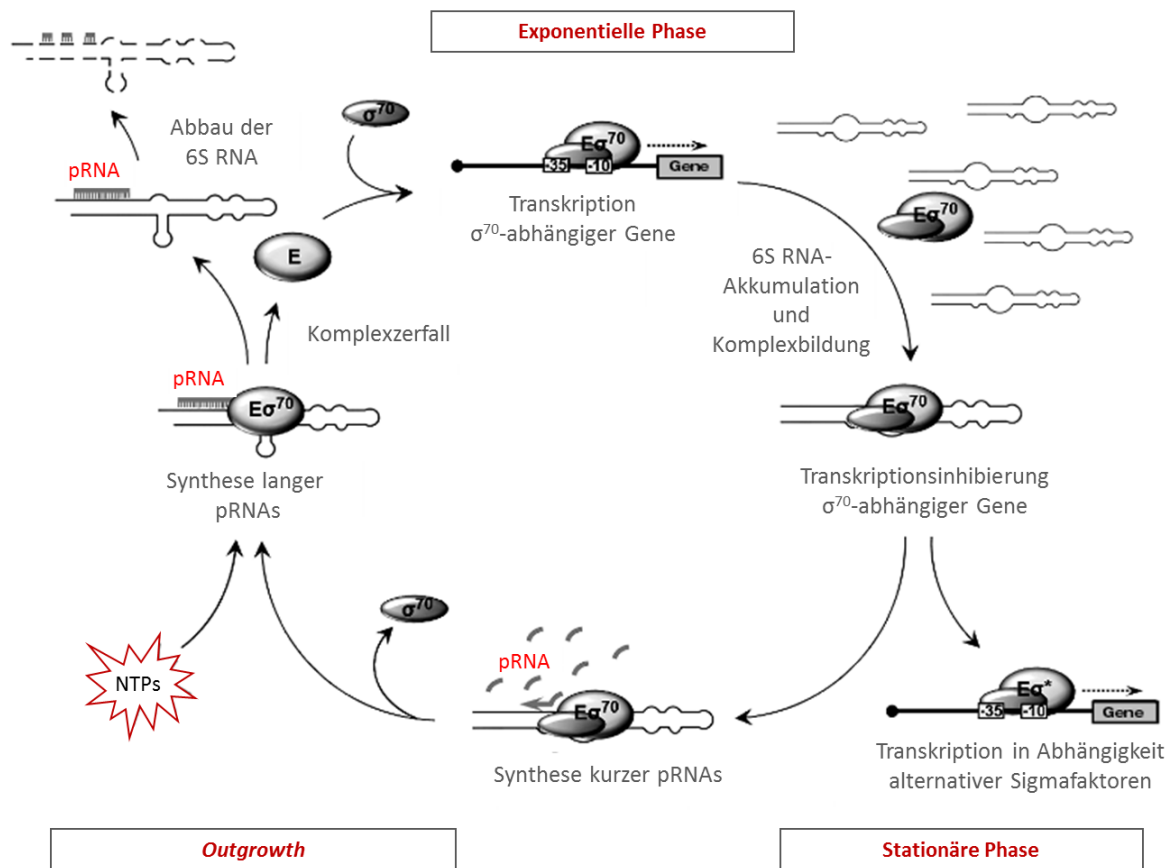 Exponentielle Phase
σ⁷⁰
Eσ⁷⁰
-35
-10
Gene
Transkription
σ⁷⁰-abhängiger Gene
Eσ⁷⁰
6S RNA-
Akkumulation
und
Komplexbildung
Eσ⁷⁰
Transkriptionsinhibierung
σ⁷⁰-abhängiger Gene
Eσ*
-35
-10
Gene
Transkription in Abhängigkeit
alternativer Sigmafaktoren
Stationäre Phase
pRNA
Eσ⁷⁰
Synthese kurzer pRNAs
σ⁷⁰
NTPs
Outgrowth
pRNA
Eσ⁷⁰
Synthese langer
pRNAs
Komplexzerfall
E
pRNA
Abbau der
6S RNA